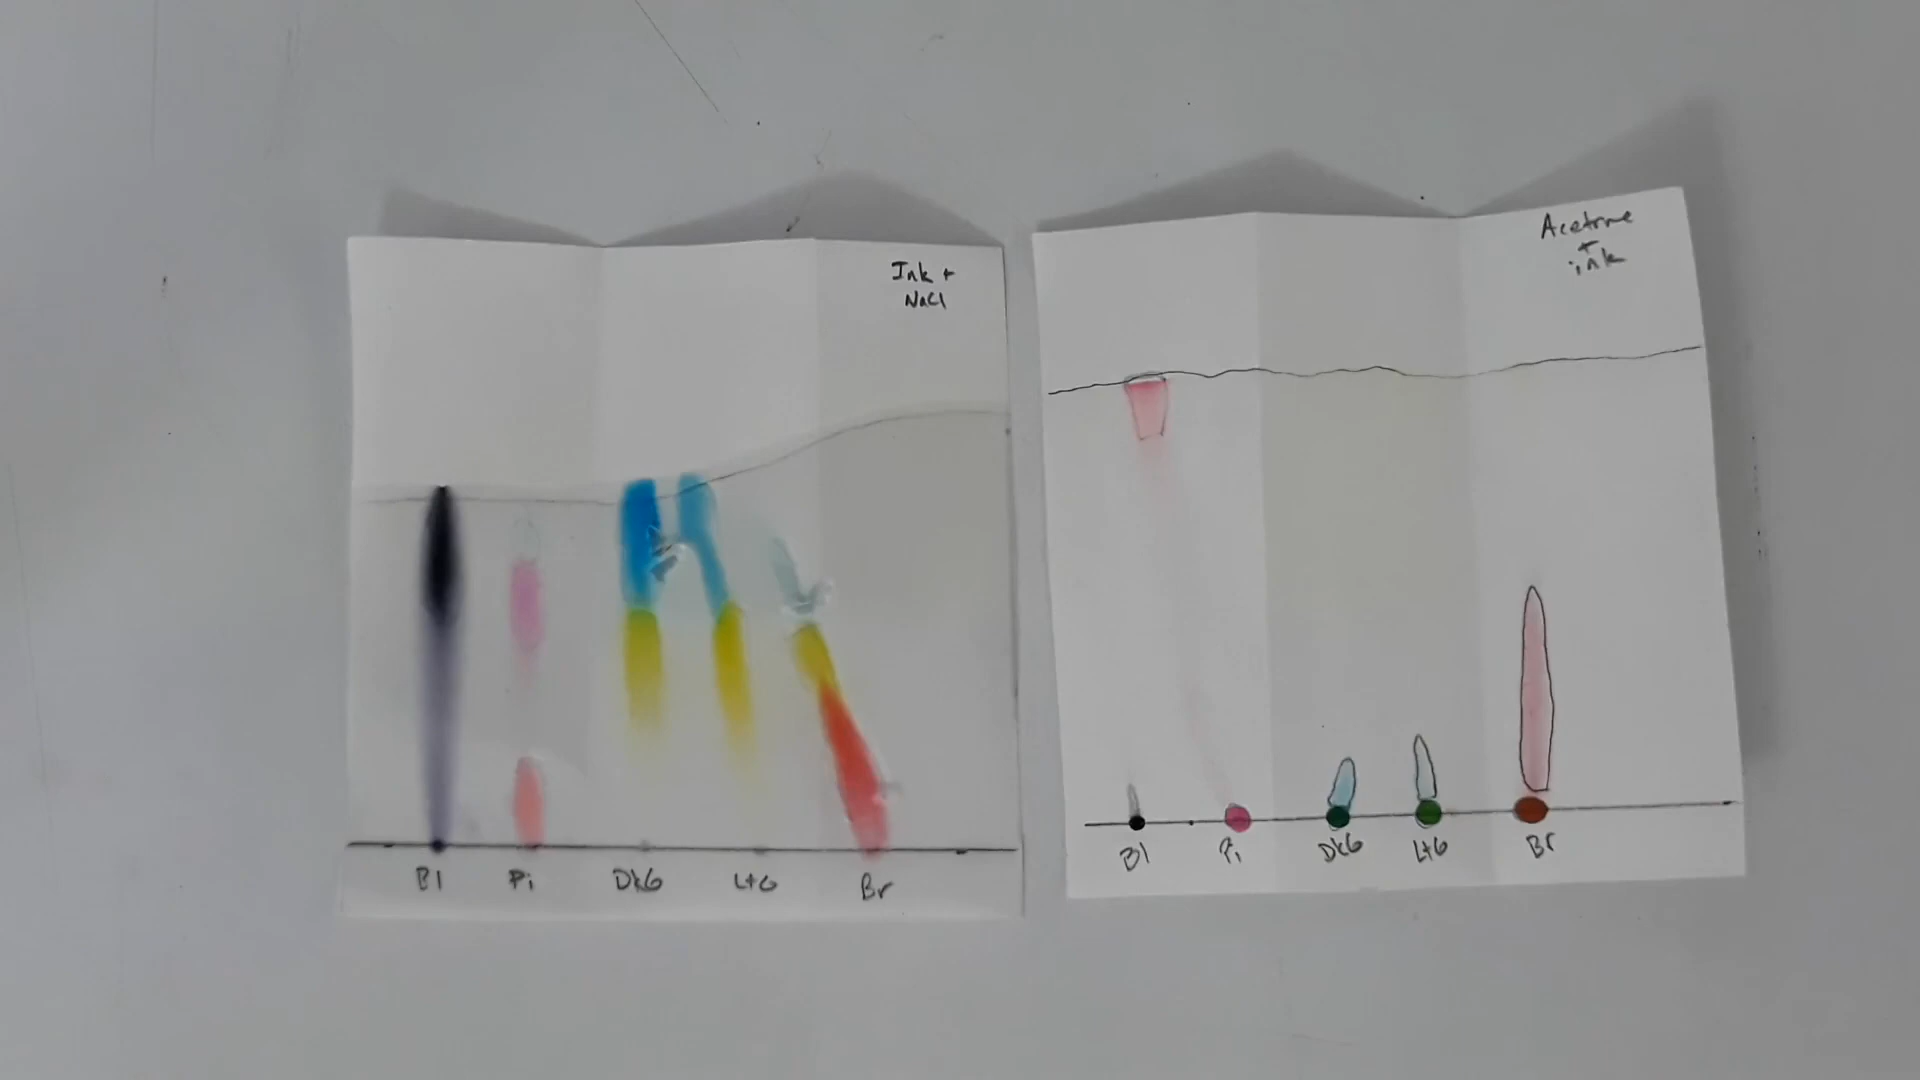 Ink +
NaCl
Bl
Pi
DkG
LtG
Br
Acetone
+
ink
Bl
Pi
DkG
LtG
Br